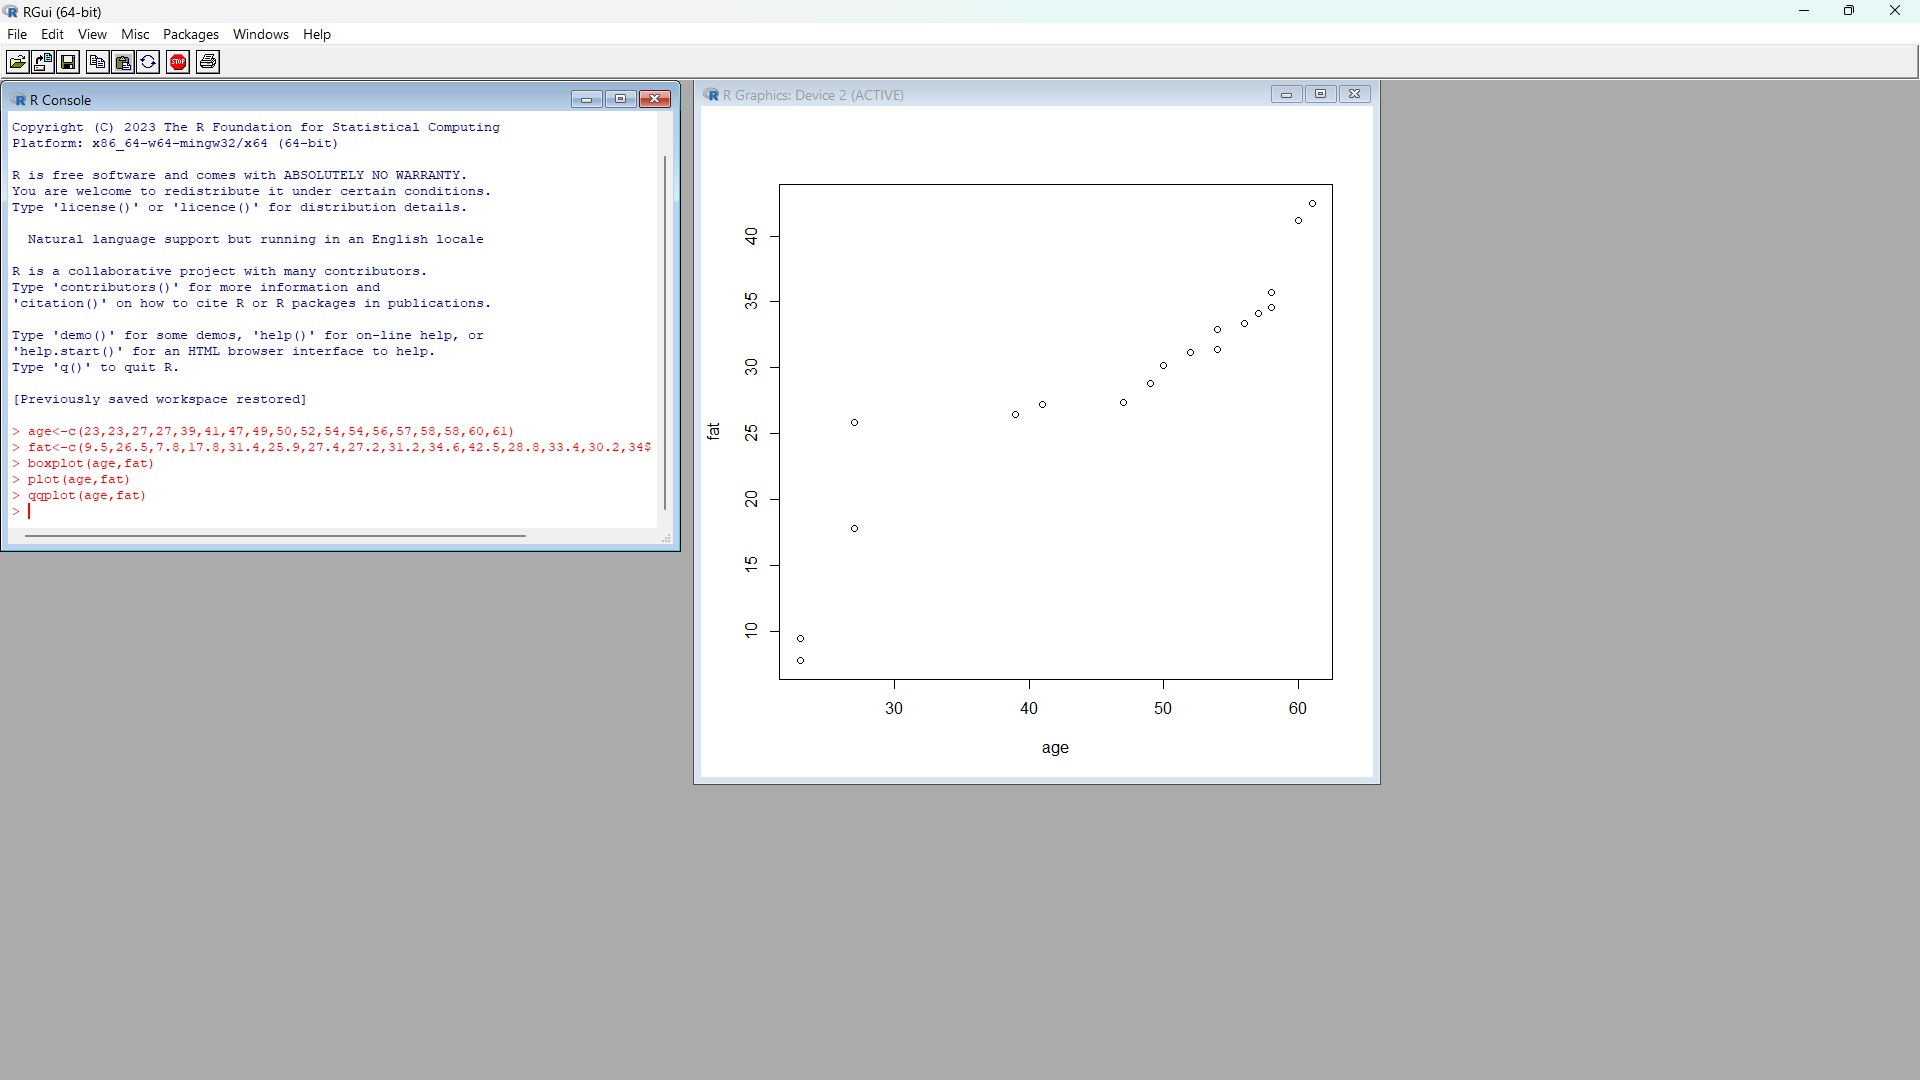 RGui (64-bit)
File Edit View Misc Packages Windows Help
STOP
R Console
Copyright (C) 2023 The R Foundation for Statistical Computing
Platform: x86_64-w64-mingw32/x64 (64-bit)
R is free software and comes with ABSOLUTELY NO WARRANTY.
You are welcome to redistribute it under certain conditions.
Type 'license()' or 'licence()' for distribution details.
Natural language support but running in an English locale
R is a collaborative project with many contributors.
Type 'contributors()' for more information and
'citation()' on how to cite R or R packages in publications.
Type 'demo()' for some demos, 'help()' for on-line help, or
'help.start()' for an HTML browser interface to help.
Type 'q()' to quit R.
[Previously saved workspace restored]
> age<-c(23,23,27,27,39,41,47,49,50,52,54,54,56,57,58,58,60,61)
> fat<-c(9.5,26.5,7.8,17.8,31.4,25.9,27.4,27.2,31.2,34.6,42.5,28.8,33.4,30.2,34$
> boxplot(age,fat)
> plot(age,fat)
> qqplot(age,fat)
>
R Graphics: Device 2 (ACTIVE)
40
35
30
25
20
15
10
fat
30 40 50 60
age